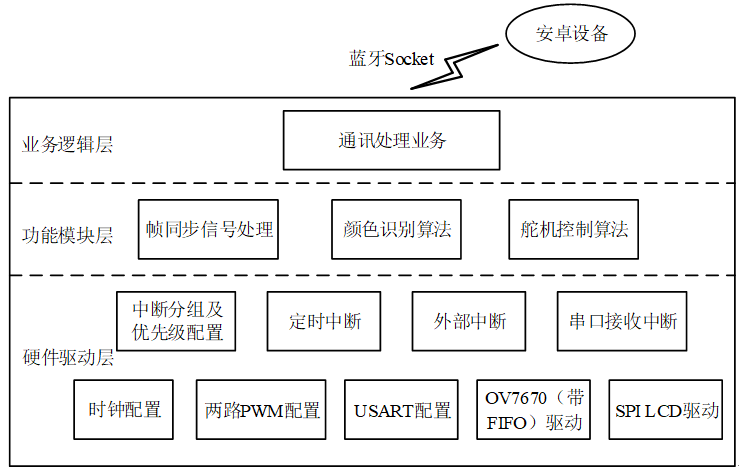 安卓设备
蓝牙Socket
业务逻辑层
通讯处理业务
功能模块层
帧同步信号处理
颜色识别算法
舵机控制算法
硬件驱动层
中断分组及
优先级配置
定时中断
外部中断
串口接收中断
时钟配置
两路PWM配置
USART配置
OV7670（带
FIFO）驱动
SPI LCD驱动